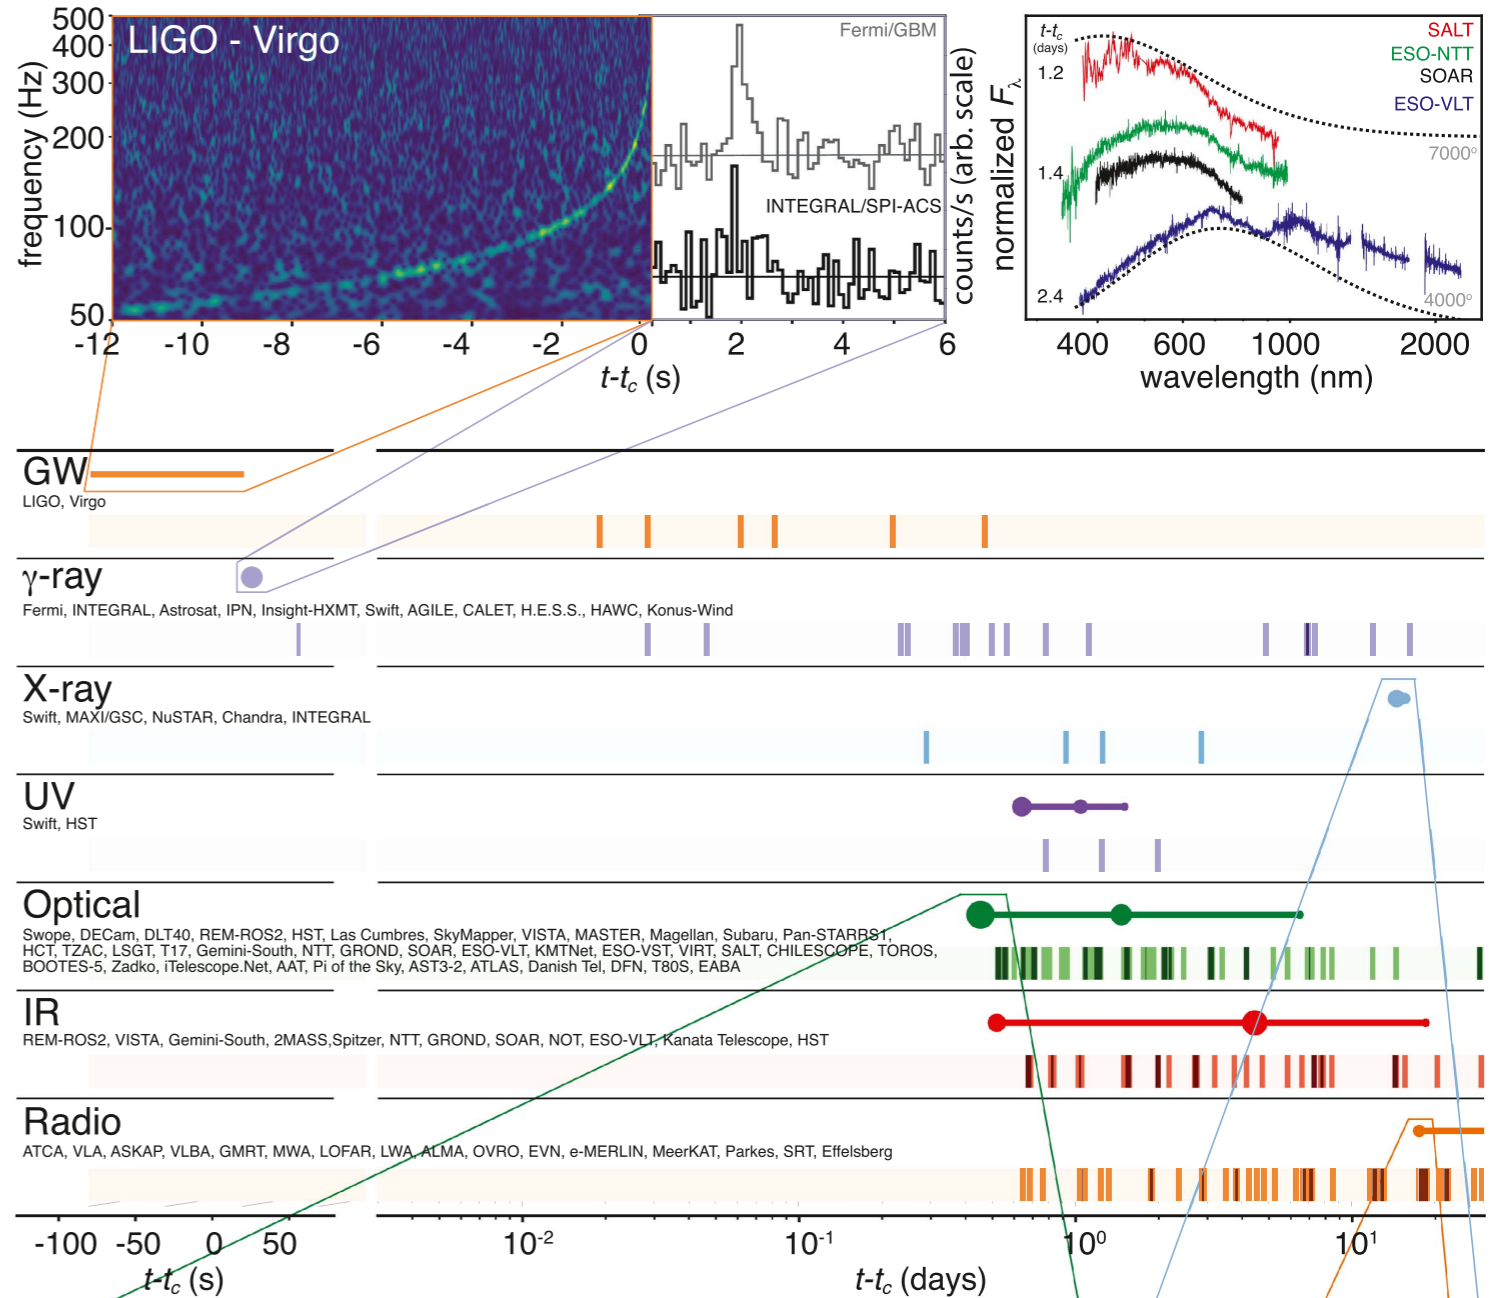 LIGO - Virgo
frequency (Hz)
500
400
300
200
100
50
-12 -10 -8 -6 -4 -2 0 2 4 6
t-tc (s)
Fermi/GBM
INTEGRAL/SPI-ACS
counts/s (arb. scale)
normalized Fλ
t-tc
(days)
1.2
1.4
2.4
SALT
ESO-NTT
SOAR
ESO-VLT
7000°
4000°
400 600 1000 2000
wavelength (nm)
GW
LIGO, Virgo
γ-ray
Fermi, INTEGRAL, Astrosat, IPN, Insight-HXMT, Swift, AGILE, CALET, H.E.S.S., HAWC, Konus-Wind
X-ray
Swift, MAXI/GSC, NuSTAR, Chandra, INTEGRAL
UV
Swift, HST
Optical
Swope, DECam, DLT40, REM-ROS2, HST, Las Cumbres, SkyMapper, VISTA, MASTER, Magellan, Subaru, Pan-STARRS1,
HCT, TZAC, LSGT, T17, Gemini-South, NTT, GROND, SOAR, ESO-VLT, KMTNet, ESO-VST, VIRT, SALT, CHILESCOPE, TOROS,
BOOTES-5, Zadko, iTelescope.Net, AAT, Pi of the Sky, AST3-2, ATLAS, Danish Tel, DFN, T80S, EABA
IR
REM-ROS2, VISTA, Gemini-South, 2MASS,Spitzer, NTT, GROND, SOAR, NOT, ESO-VLT, Kanata Telescope, HST
Radio
ATCA, VLA, ASKAP, VLBA, GMRT, MWA, LOFAR, LWA, ALMA, OVRO, EVN, e-MERLIN, MeerKAT, Parkes, SRT, Effelsberg
-100 -50 0 50 10⁻² 10⁻¹ 10⁰ 10¹
t-tc (s) t-tc (days)